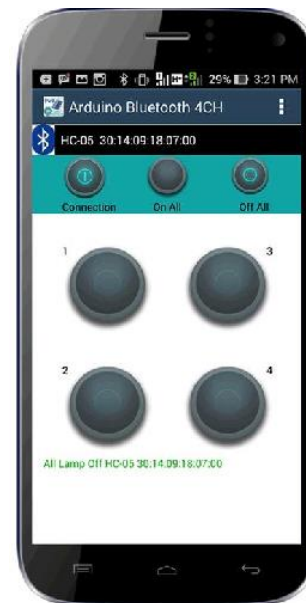 29% 3:21 PM
Arduino Bluetooth 4CH
HC-05 30:14:09:18:07:00
Connection On All Off All
1 3
2 4
All Lamp Off HC-05 30:14:09:18:07:00